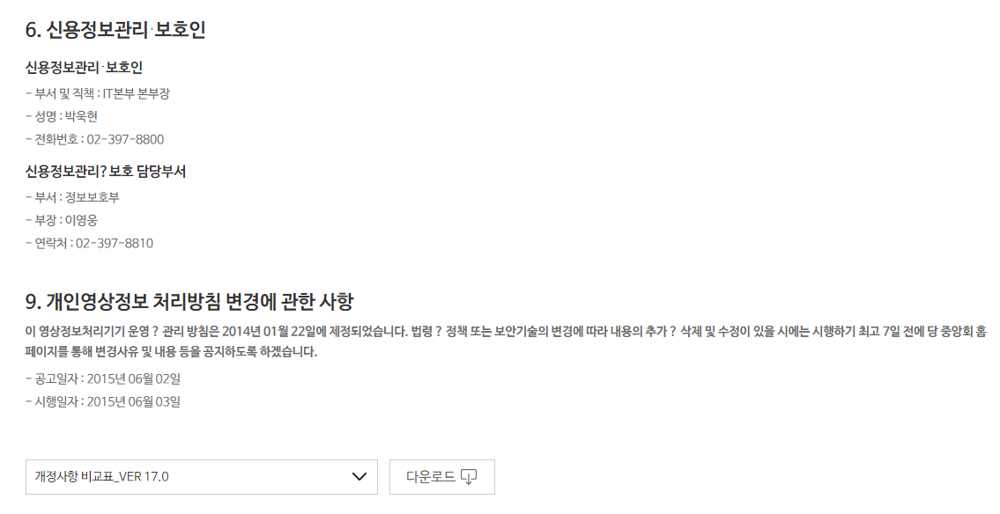 6. 신용정보관리·보호인
신용정보관리·보호인
- 부서 및 직책 : IT본부 본부장
- 성명 : 박욱현
- 전화번호 : 02-397-8800
신용정보관리? 보호 담당부서
- 부서 : 정보보호부
- 부장 : 이영웅
- 연락처 : 02-397-8810
9. 개인영상정보 처리방침 변경에 관한 사항
이 영상정보처리기기 운영 ? 관리 방침은 2014년 01월 22일에 제정되었습니다. 법령 ? 정책 또는 보안기술의 변경에 따라 내용의 추가 ? 삭제 및 수정이 있을 시에는 시행하기 최고 7일 전에 당 중앙회 홈
페이지를 통해 변경사유 및 내용 등을 공지하도록 하겠습니다.
- 공고일자 : 2015년 06월 02일
- 시행일자 : 2015년 06월 03일
개정사항 비교표_VER 17.0
다운로드